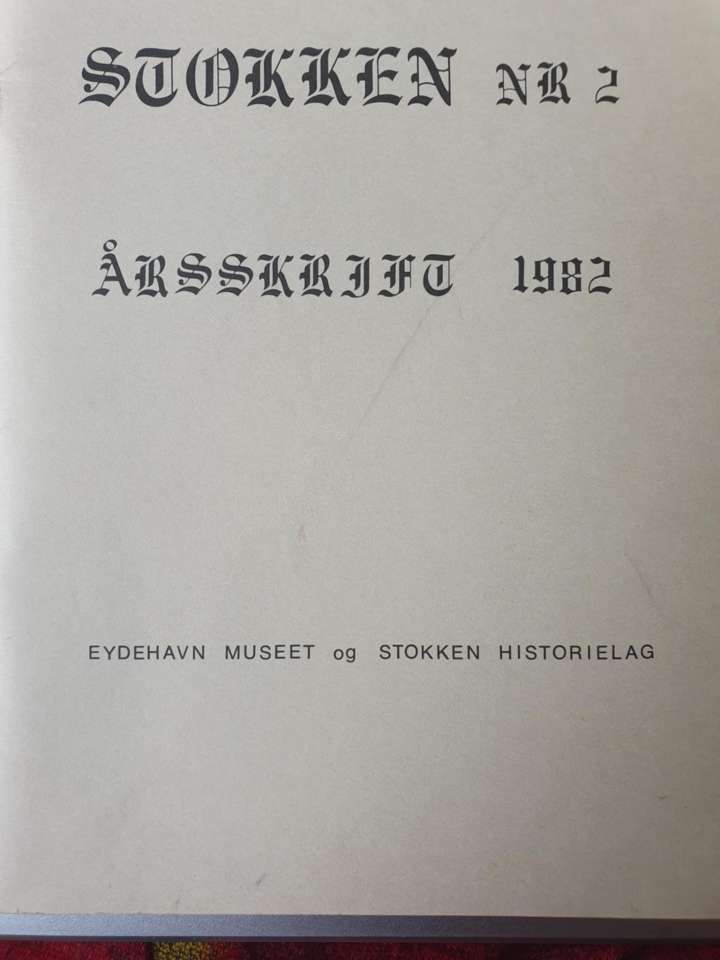 STOKKEN NR 2
ÅRSSKRIFT 1982
EYDEHAVN MUSEET og STOKKEN HISTORIELAG